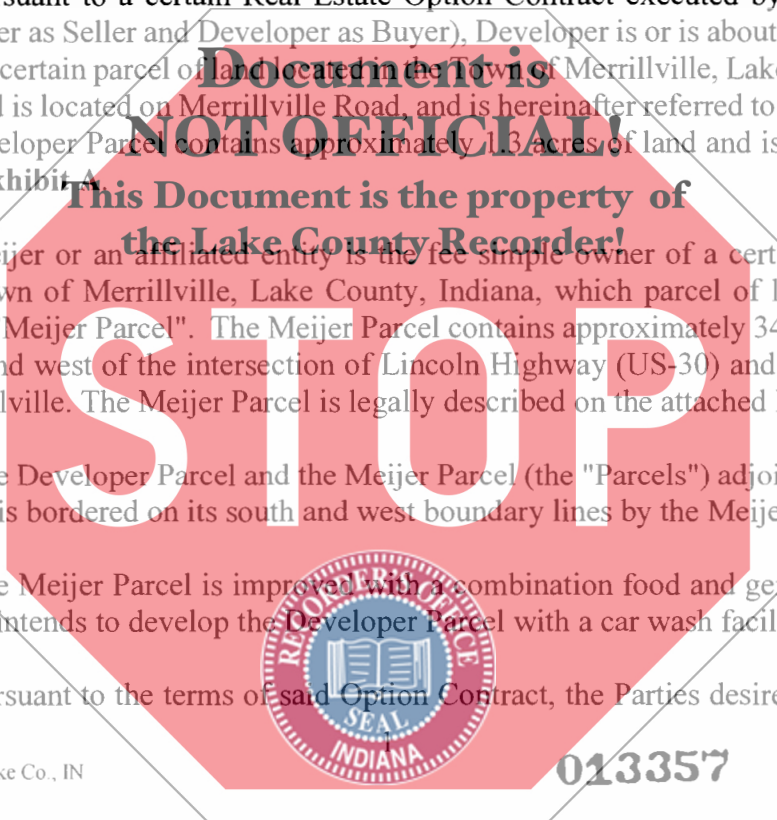 rsuant to a certain Real Estate Option Contract executed by
er as Seller and Developer as Buyer), Developer is or is about
certain parcel of land located in the Town of Merrillville, Lake
Document is
d is located on Merrillville Road, and is hereinafter referred to
NOT OFFICIAL!
eloper Parcel contains approximately 1.3 acres of land and is
xhibit A.
This Document is the property of
the Lake County Recorder!
eijer or an affiliated entity is the fee simple owner of a cert
wn of Merrillville, Lake County, Indiana, which parcel of l
Meijer Parcel". The Meijer Parcel contains approximately 34
nd west of the intersection of Lincoln Highway (US-30) and
lville. The Meijer Parcel is legally described on the attached
STOP
e Developer Parcel and the Meijer Parcel (the "Parcels") adjoi
is bordered on its south and west boundary lines by the Meije
e Meijer Parcel is improved with a combination food and ge
intends to develop the Developer Parcel with a car wash facil
RECORDER'S OFFICE
rsuant to the terms of said Option Contract, the Parties desire
SEAL
INDIANA
1
ke Co., IN
013357